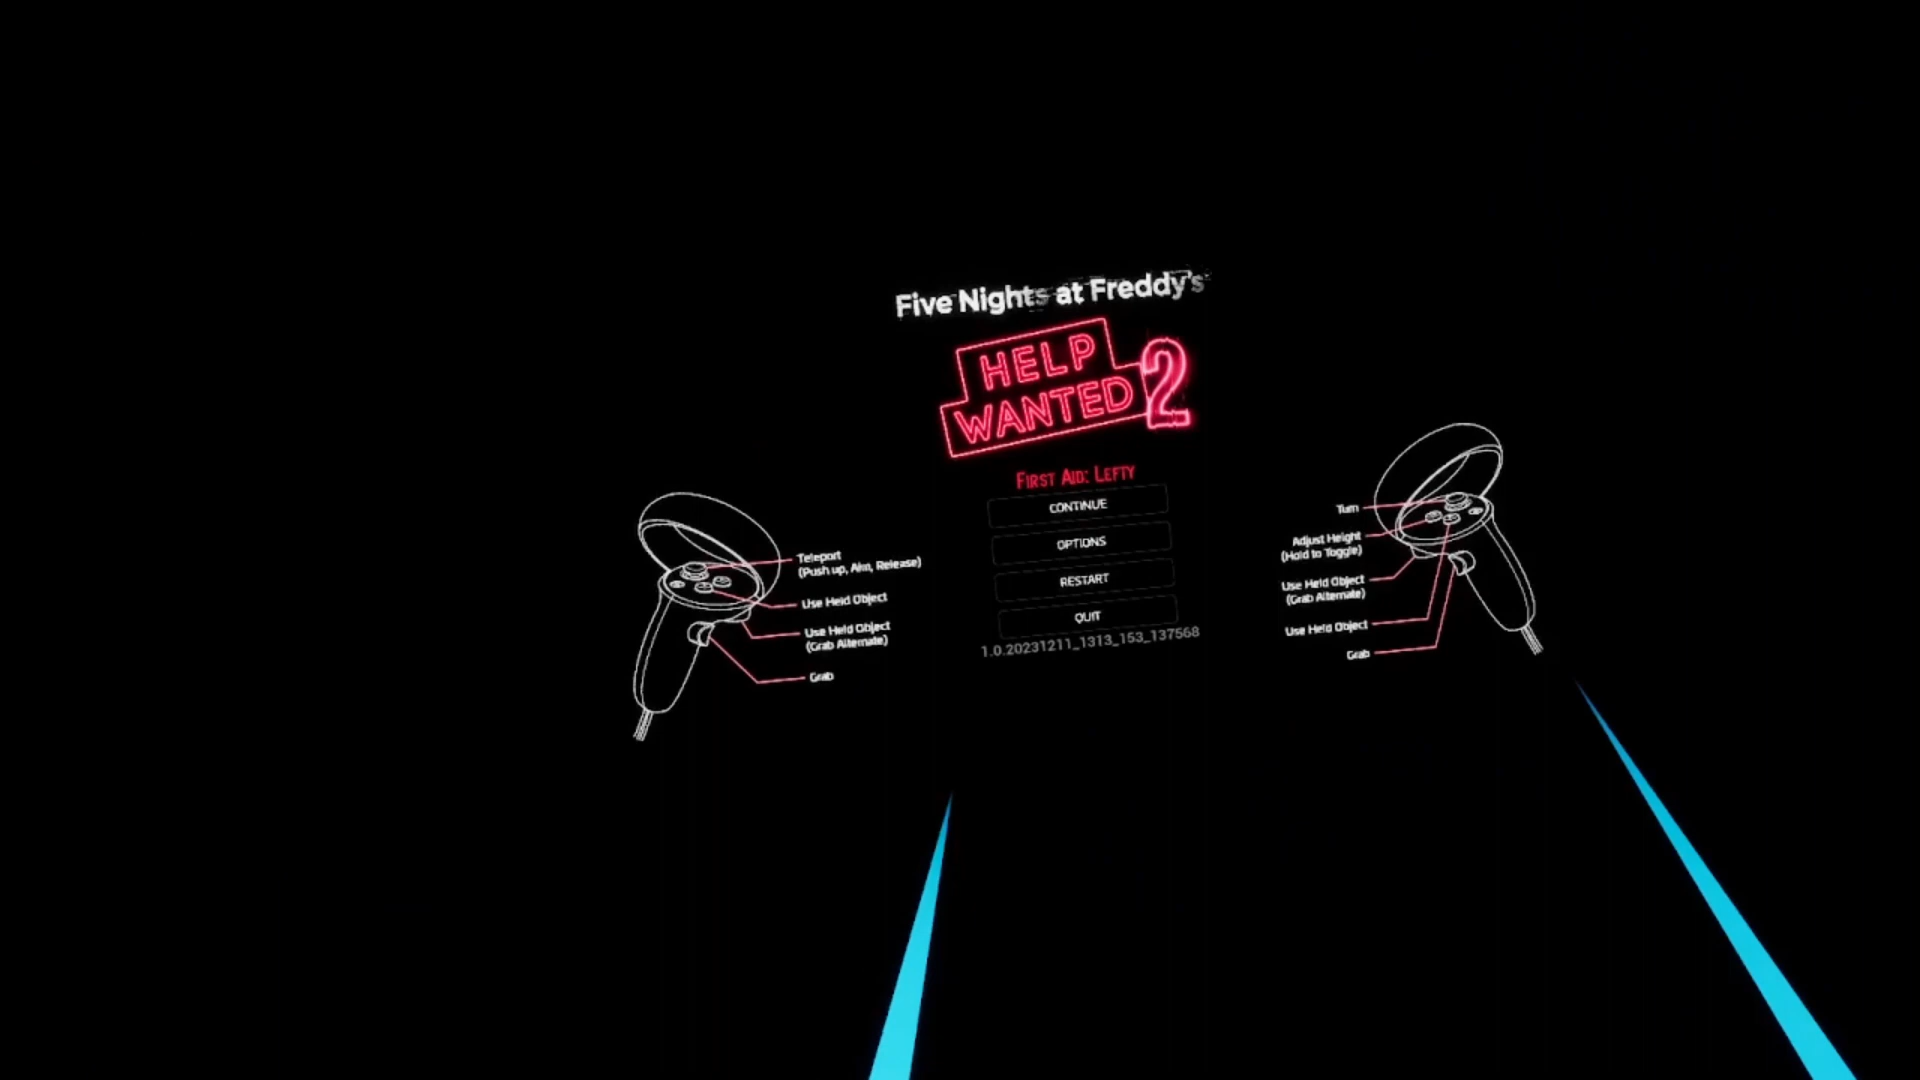 Five Nights at Freddy's
HELP
WANTED 2
FIRST AID: LEFTY
CONTINUE
OPTIONS
RESTART
QUIT
1.0.20231211_1313_153_137568
Teleport
(Push up, Aim, Release)
Use Held Object
Use Held Object
(Grab Alternate)
Grab
Turn
Adjust Height
(Hold to Toggle)
Use Held Object
(Grab Alternate)
Use Held Object
Grab